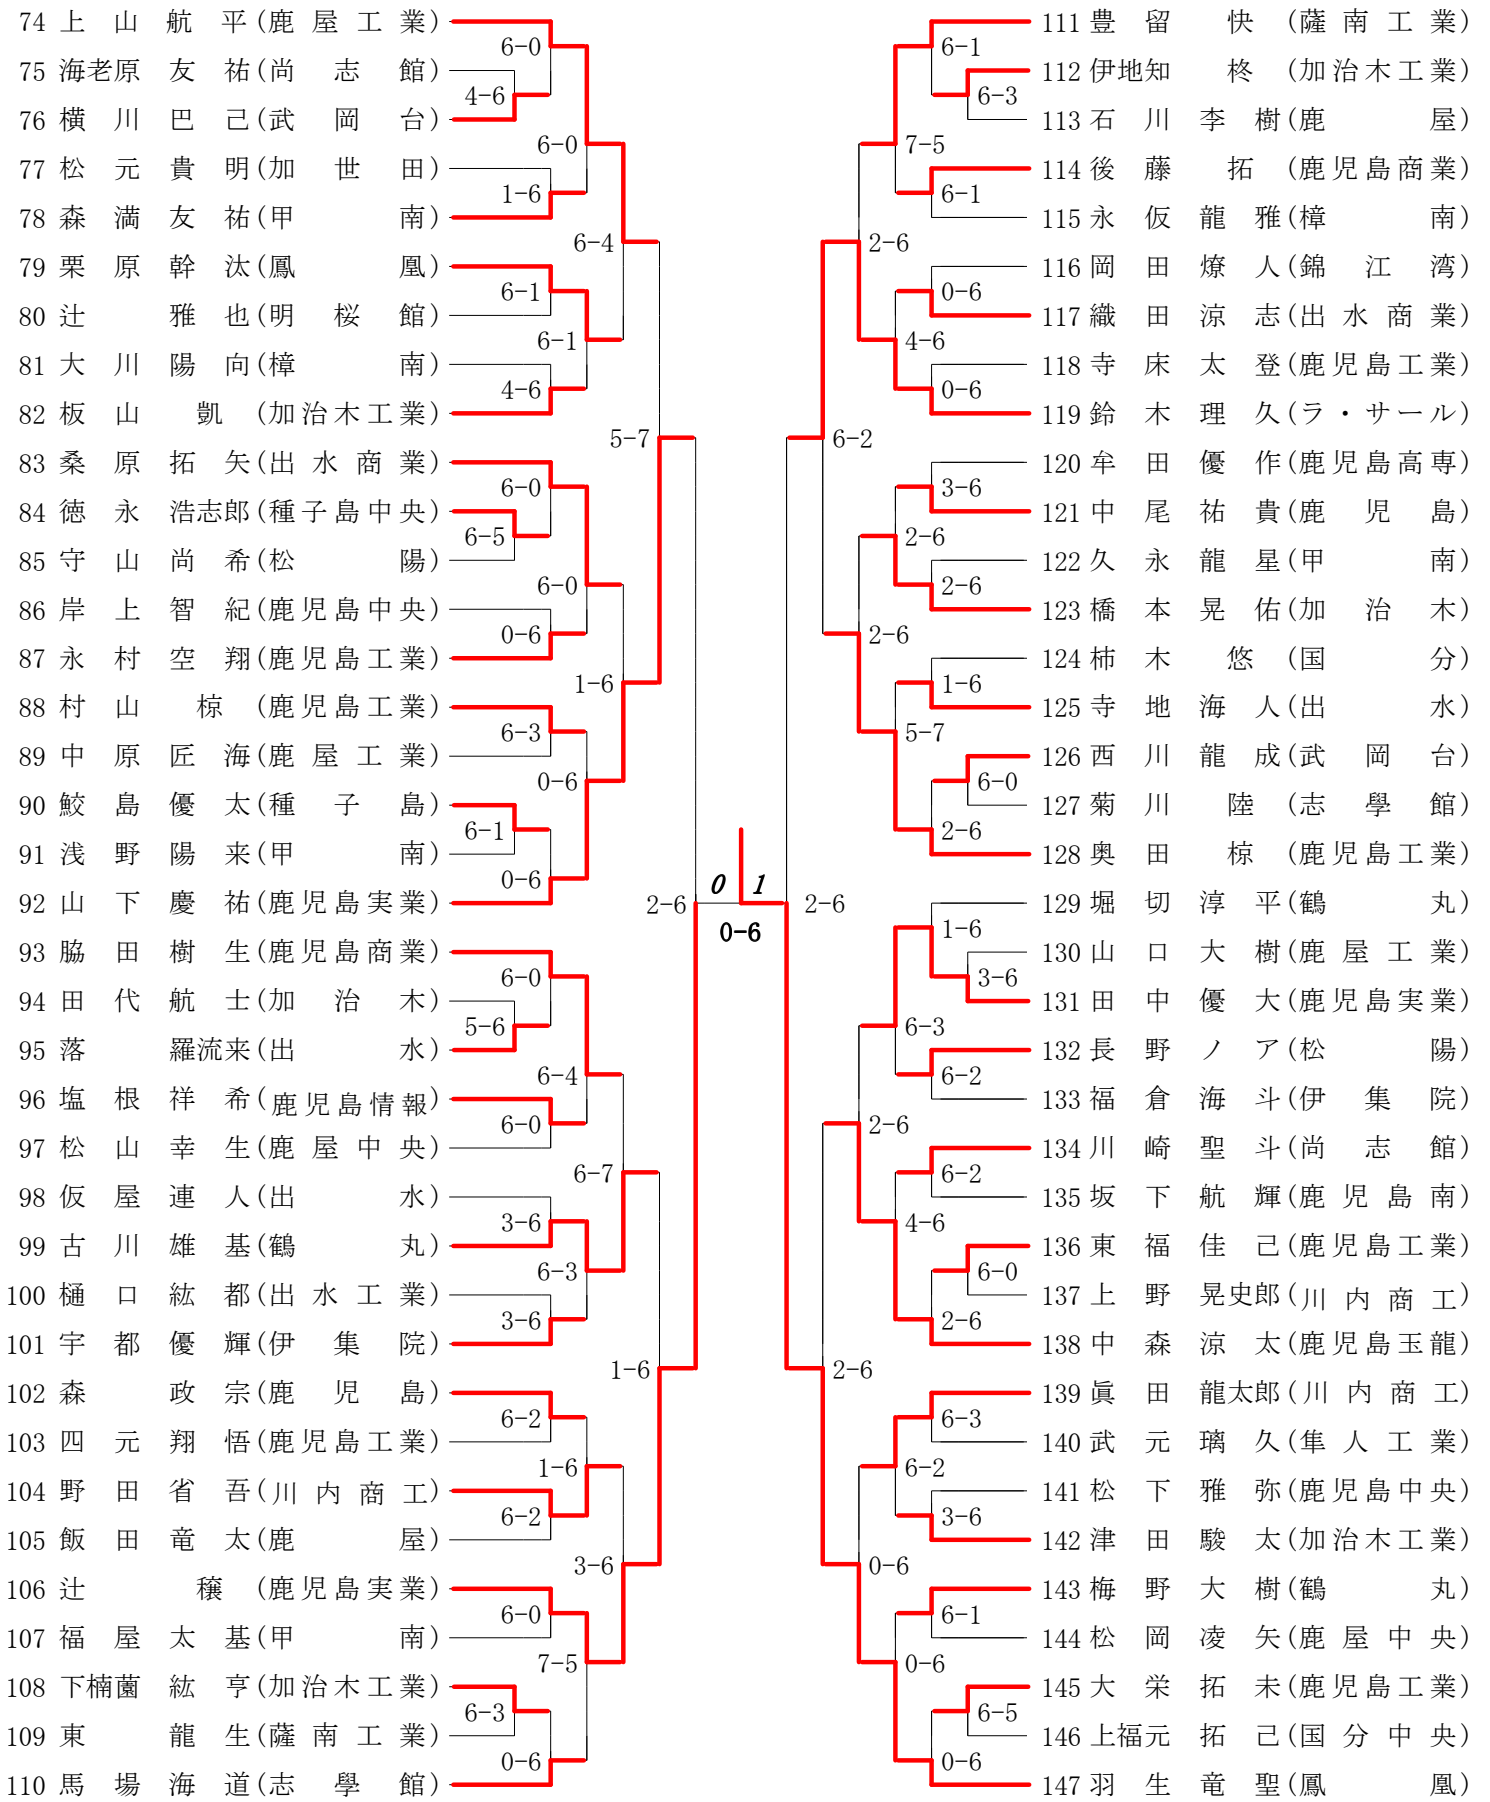 74 上山航平(鹿屋工業)
6-0
75 海老原友祐(尚志館)
4-6
76 横川巴己(武岡台)
6-0
77 松元貴明(加世田)
1-6
78 森満友祐(甲南)
6-4
79 栗原幹汰(鳳凰)
6-1
80 辻雅也(明桜館)
6-1
81 大川陽向(樟南)
4-6
82 板山凱(加治木工業)
5-7
83 桑原拓矢(出水商業)
6-0
84 徳永浩志郎(種子島中央)
6-5
85 守山尚希(松陽)
6-0
86 岸上智紀(鹿児島中央)
0-6
87 永村空翔(鹿児島工業)
1-6
88 村山椋(鹿児島工業)
6-3
89 中原匠海(鹿屋工業)
0-6
90 鮫島優太(種子島)
6-1
91 浅野陽来(甲南)
0-6
92 山下慶祐(鹿児島実業)
2-6
93 脇田樹生(鹿児島商業)
6-0
94 田代航士(加治木)
5-6
95 落羅流来(出水)
6-4
96 塩根祥希(鹿児島情報)
6-0
97 松山幸生(鹿屋中央)
6-7
98 仮屋連人(出水)
3-6
99 古川雄基(鶴丸)
6-3
100 樋口紘都(出水工業)
3-6
101 宇都優輝(伊集院)
1-6
102 森政宗(鹿児島)
6-2
103 四元翔悟(鹿児島工業)
1-6
104 野田省吾(川内商工)
6-2
105 飯田竜太(鹿屋)
3-6
106 辻穣(鹿児島実業)
6-0
107 福屋太基(甲南)
7-5
108 下楠薗紘亨(加治木工業)
6-3
109 東龍生(薩南工業)
0-6
110 馬場海道(志學館)
0 1
0-6
111 豊留快(薩南工業)
6-1
112 伊地知柊(加治木工業)
6-3
113 石川李樹(鹿屋)
7-5
114 後藤拓(鹿児島商業)
6-1
115 永仮龍雅(樟南)
2-6
116 岡田燎人(錦江湾)
0-6
117 織田涼志(出水商業)
4-6
118 寺床太登(鹿児島工業)
0-6
119 鈴木理久(ラ・サール)
6-2
120 牟田優作(鹿児島高専)
3-6
121 中尾祐貴(鹿児島)
2-6
122 久永龍星(甲南)
2-6
123 橋本晃佑(加治木)
2-6
124 柿木悠(国分)
1-6
125 寺地海人(出水)
5-7
126 西川龍成(武岡台)
6-0
127 菊川陸(志學館)
2-6
128 奥田椋(鹿児島工業)
2-6
129 堀切淳平(鶴丸)
1-6
130 山口大樹(鹿屋工業)
3-6
131 田中優大(鹿児島実業)
6-3
132 長野ノア(松陽)
6-2
133 福倉海斗(伊集院)
2-6
134 川崎聖斗(尚志館)
6-2
135 坂下航輝(鹿児島南)
4-6
136 東福佳己(鹿児島工業)
6-0
137 上野晃史郎(川内商工)
2-6
138 中森涼太(鹿児島玉龍)
2-6
139 眞田龍太郎(川内商工)
6-3
140 武元璃久(隼人工業)
6-2
141 松下雅弥(鹿児島中央)
3-6
142 津田駿太(加治木工業)
0-6
143 梅野大樹(鶴丸)
6-1
144 松岡凌矢(鹿屋中央)
0-6
145 大栄拓未(鹿児島工業)
6-5
146 上福元拓己(国分中央)
0-6
147 羽生竜聖(鳳凰)